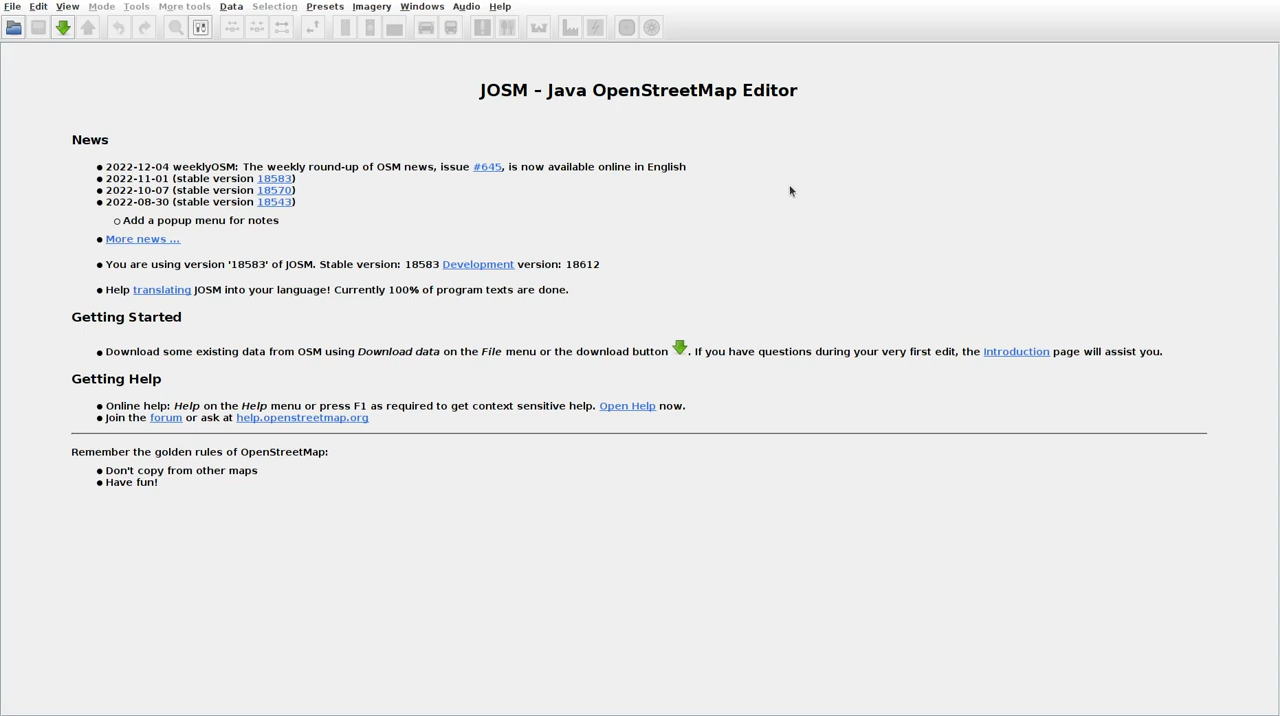 File Edit View Mode Tools More tools Data Selection Presets Imagery Windows Audio Help
JOSM – Java OpenStreetMap Editor
News
2022-12-04 weeklyOSM: The weekly round-up of OSM news, issue #645, is now available online in English
2022-11-01 (stable version 18583)
2022-10-07 (stable version 18570)
2022-08-30 (stable version 18543)
Add a popup menu for notes
More news ...
You are using version '18583' of JOSM. Stable version: 18583 Development version: 18612
Help translating JOSM into your language! Currently 100% of program texts are done.
Getting Started
Download some existing data from OSM using Download data on the File menu or the download button . If you have questions during your very first edit, the Introduction page will assist you.
Getting Help
Online help: Help on the Help menu or press F1 as required to get context sensitive help. Open Help now.
Join the forum or ask at help.openstreetmap.org
Remember the golden rules of OpenStreetMap:
Don't copy from other maps
Have fun!